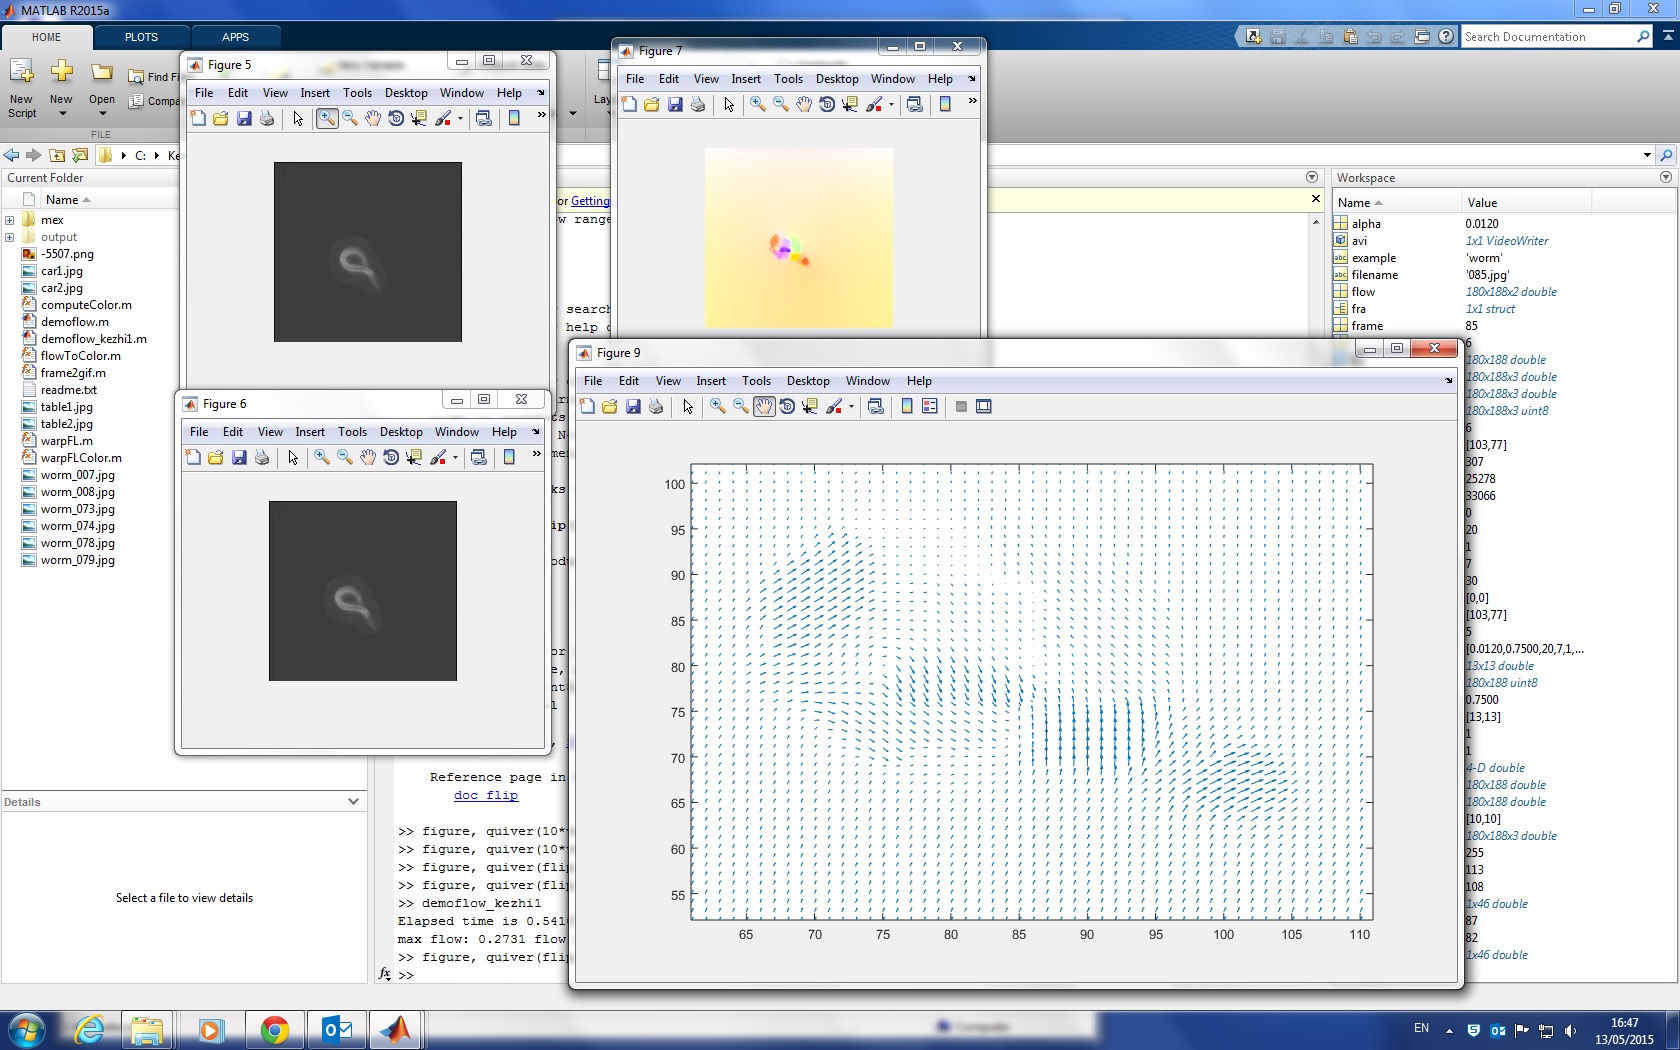 MATLAB R2015a
HOME
PLOTS
APPS
Search Documentation
New Script
New
Open
Find Fi
Compa
FILE
Lay
C:
Ke
Current Folder
Name
mex
output
-5507.png
car1.jpg
car2.jpg
computeColor.m
demoflow.m
demoflow_kezhi1.m
flowToColor.m
frame2gif.m
readme.txt
table1.jpg
table2.jpg
warpFL.m
warpFLColor.m
worm_007.jpg
worm_008.jpg
worm_073.jpg
worm_074.jpg
worm_078.jpg
worm_079.jpg
Details
Select a file to view details
Figure 5
File Edit View Insert Tools Desktop Window Help
Figure 6
File Edit View Insert Tools Desktop Window Help
Figure 7
File Edit View Insert Tools Desktop Window Help
or Getting
w range
searc
help
Reference page in
doc flip
>> figure, quiver(10*
>> figure, quiver(10*
>> figure, quiver(fli
>> figure, quiver(fli
>> demoflow_kezhi1
Elapsed time is 0.541
max flow: 0.2731 flow
>> figure, quiver(fli
>>
Figure 9
File Edit View Insert Tools Desktop Window Help
100
95
90
85
80
75
70
65
60
55
65 70 75 80 85 90 95 100 105 110
Workspace
Name Value
alpha 0.0120
avi 1x1 VideoWriter
example 'worm'
filename '085.jpg'
flow 180x188x2 double
fra 1x1 struct
frame 85
6
180x188 double
180x188x3 double
180x188x3 double
180x188x3 uint8
6
[103,77]
307
25278
33066
0
20
1
7
30
[0,0]
[103,77]
5
[0.0120,0.7500,20,7,1,...
13x13 double
180x188 uint8
0.7500
[13,13]
1
1
4-D double
180x188 double
180x188 double
[10,10]
180x188x3 double
255
113
108
1x46 double
87
82
1x46 double
EN
16:47
13/05/2015